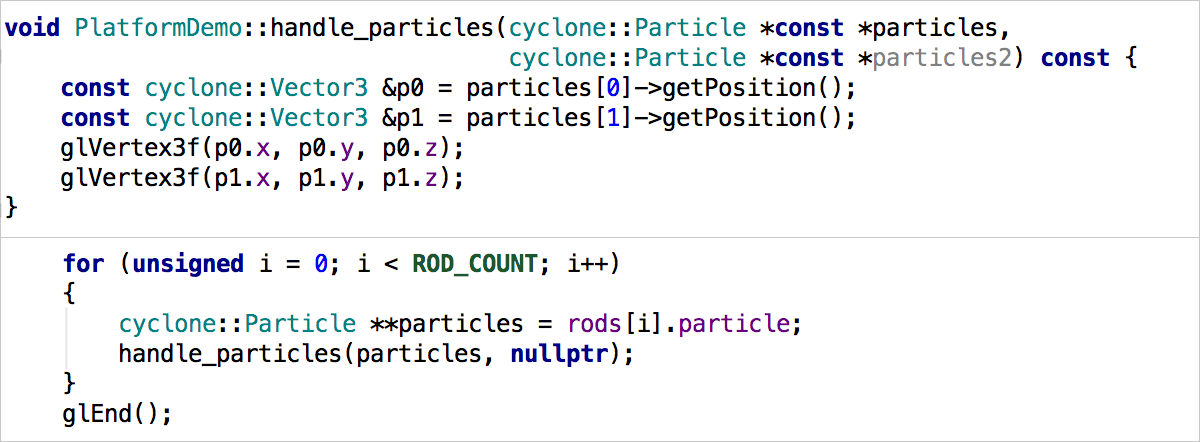 void PlatformDemo::handle_particles(cyclone::Particle *const *particles,
                                    cyclone::Particle *const *particles2) const {
    const cyclone::Vector3 &p0 = particles[0]->getPosition();
    const cyclone::Vector3 &p1 = particles[1]->getPosition();
    glVertex3f(p0.x, p0.y, p0.z);
    glVertex3f(p1.x, p1.y, p1.z);
}
    for (unsigned i = 0; i < ROD_COUNT; i++)
    {
        cyclone::Particle **particles = rods[i].particle;
        handle_particles(particles, nullptr);
    }
    glEnd();